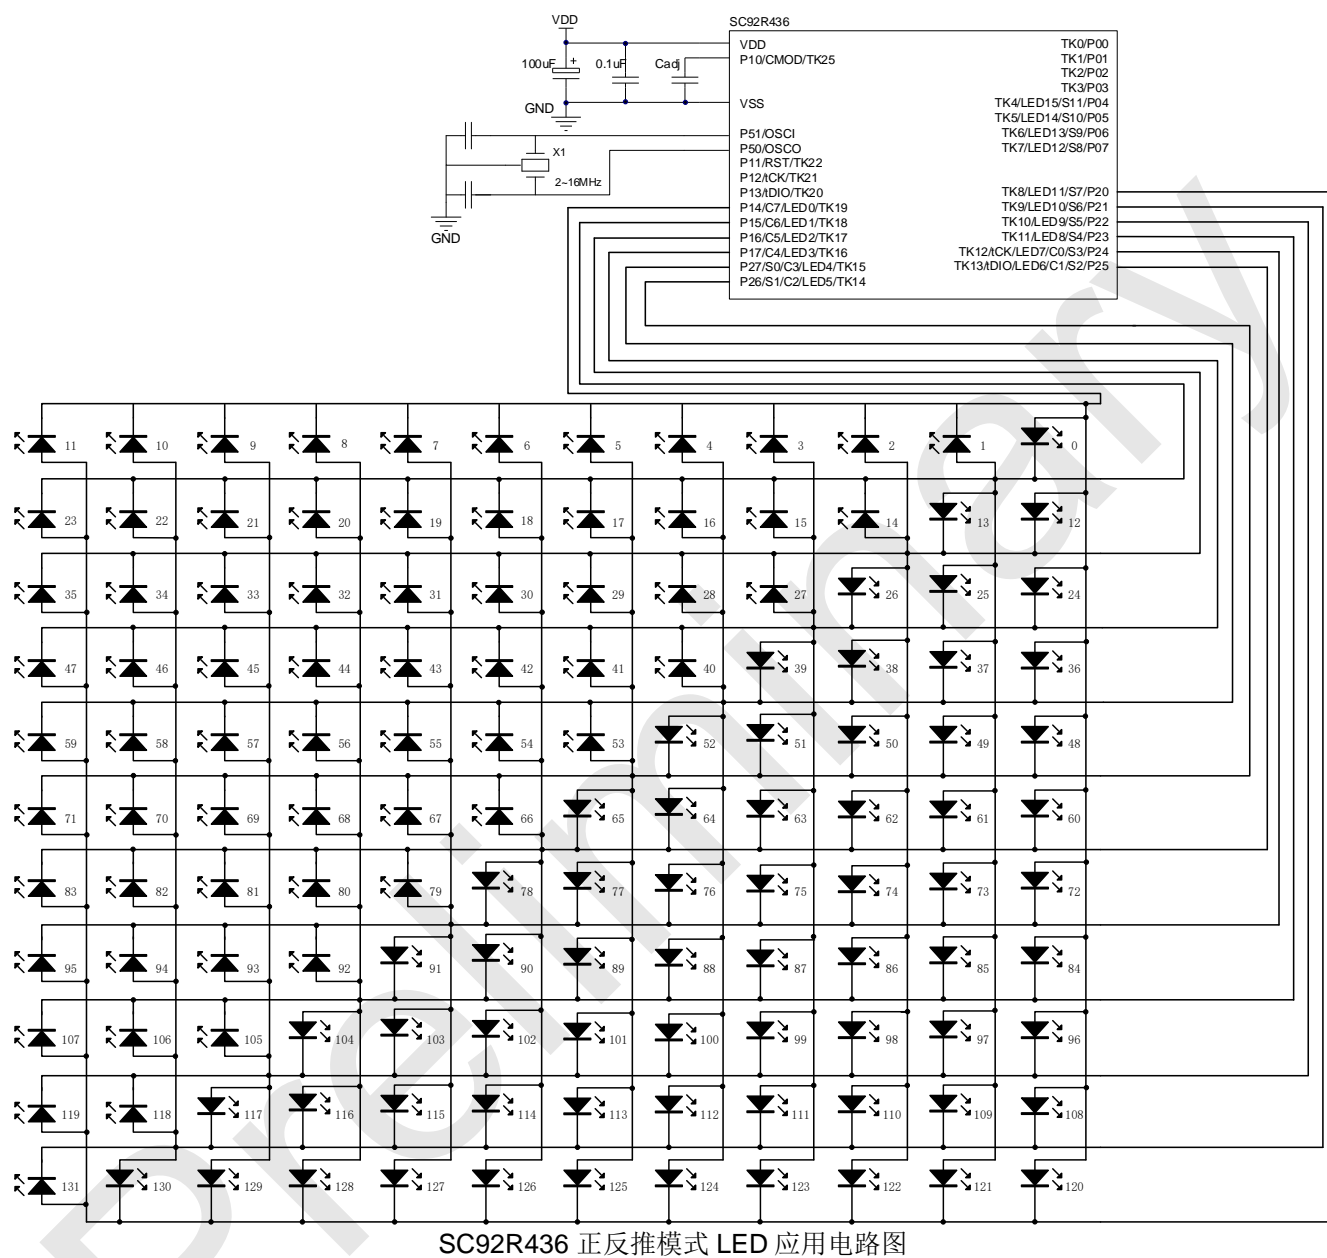 VDD
SC92R436
VDD
TK0/P00
P10/CMOD/TK25
TK1/P01
100uF
+
0.1uF
Cadj
TK2/P02
TK3/P03
VSS
TK4/LED15/S11/P04
GND
TK5/LED14/S10/P05
P51/OSCI
TK6/LED13/S9/P06
P50/OSCO
TK7/LED12/S8/P07
X1
P11/RST/TK22
P12/tCK/TK21
2~16MHz
P13/tDIO/TK20
TK8/LED11/S7/P20
P14/C7/LED0/TK19
TK9/LED10/S6/P21
P15/C6/LED1/TK18
TK10/LED9/S5/P22
P16/C5/LED2/TK17
TK11/LED8/S4/P23
GND
P17/C4/LED3/TK16
TK12/tCK/LED7/C0/S3/P24
P27/S0/C3/LED4/TK15
TK13/tDIO/LED6/C1/S2/P25
P26/S1/C2/LED5/TK14
11 10 9 8 7 6 5 4 3 2 1 0
23 22 21 20 19 18 17 16 15 14 13 12
35 34 33 32 31 30 29 28 27 26 25 24
47 46 45 44 43 42 41 40 39 38 37 36
59 58 57 56 55 54 53 52 51 50 49 48
71 70 69 68 67 66 65 64 63 62 61 60
83 82 81 80 79 78 77 76 75 74 73 72
95 94 93 92 91 90 89 88 87 86 85 84
107 106 105 104 103 102 101 100 99 98 97 96
119 118 117 116 115 114 113 112 111 110 109 108
131 130 129 128 127 126 125 124 123 122 121 120
Preliminary
SC92R436 正反推模式 LED 应用电路图